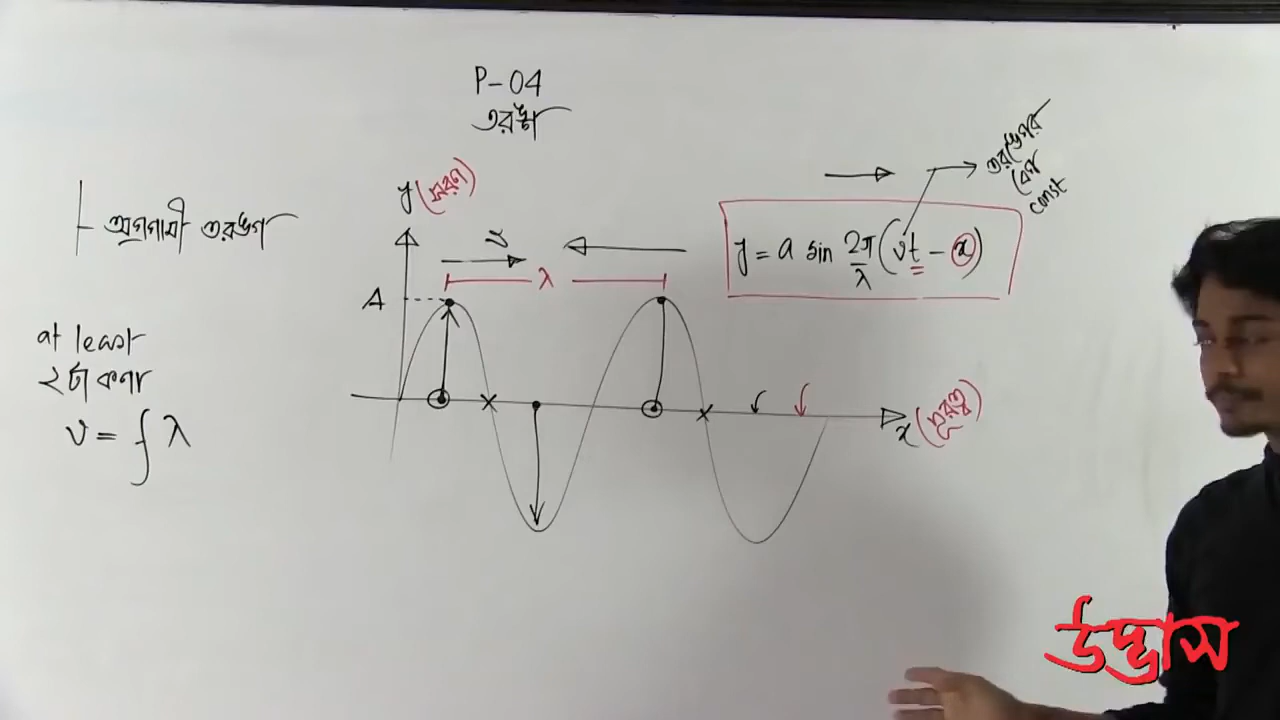 P-04
তরঙ্গ
অগ্রগামী তরঙ্গ
at least
২টা কণা
v = f λ
y (সরণ)
v
λ
A
x (দূরত্ব)
y = a sin 2π/λ (vt - x)
তরঙ্গের
বেগ
const
উদ্ভাস